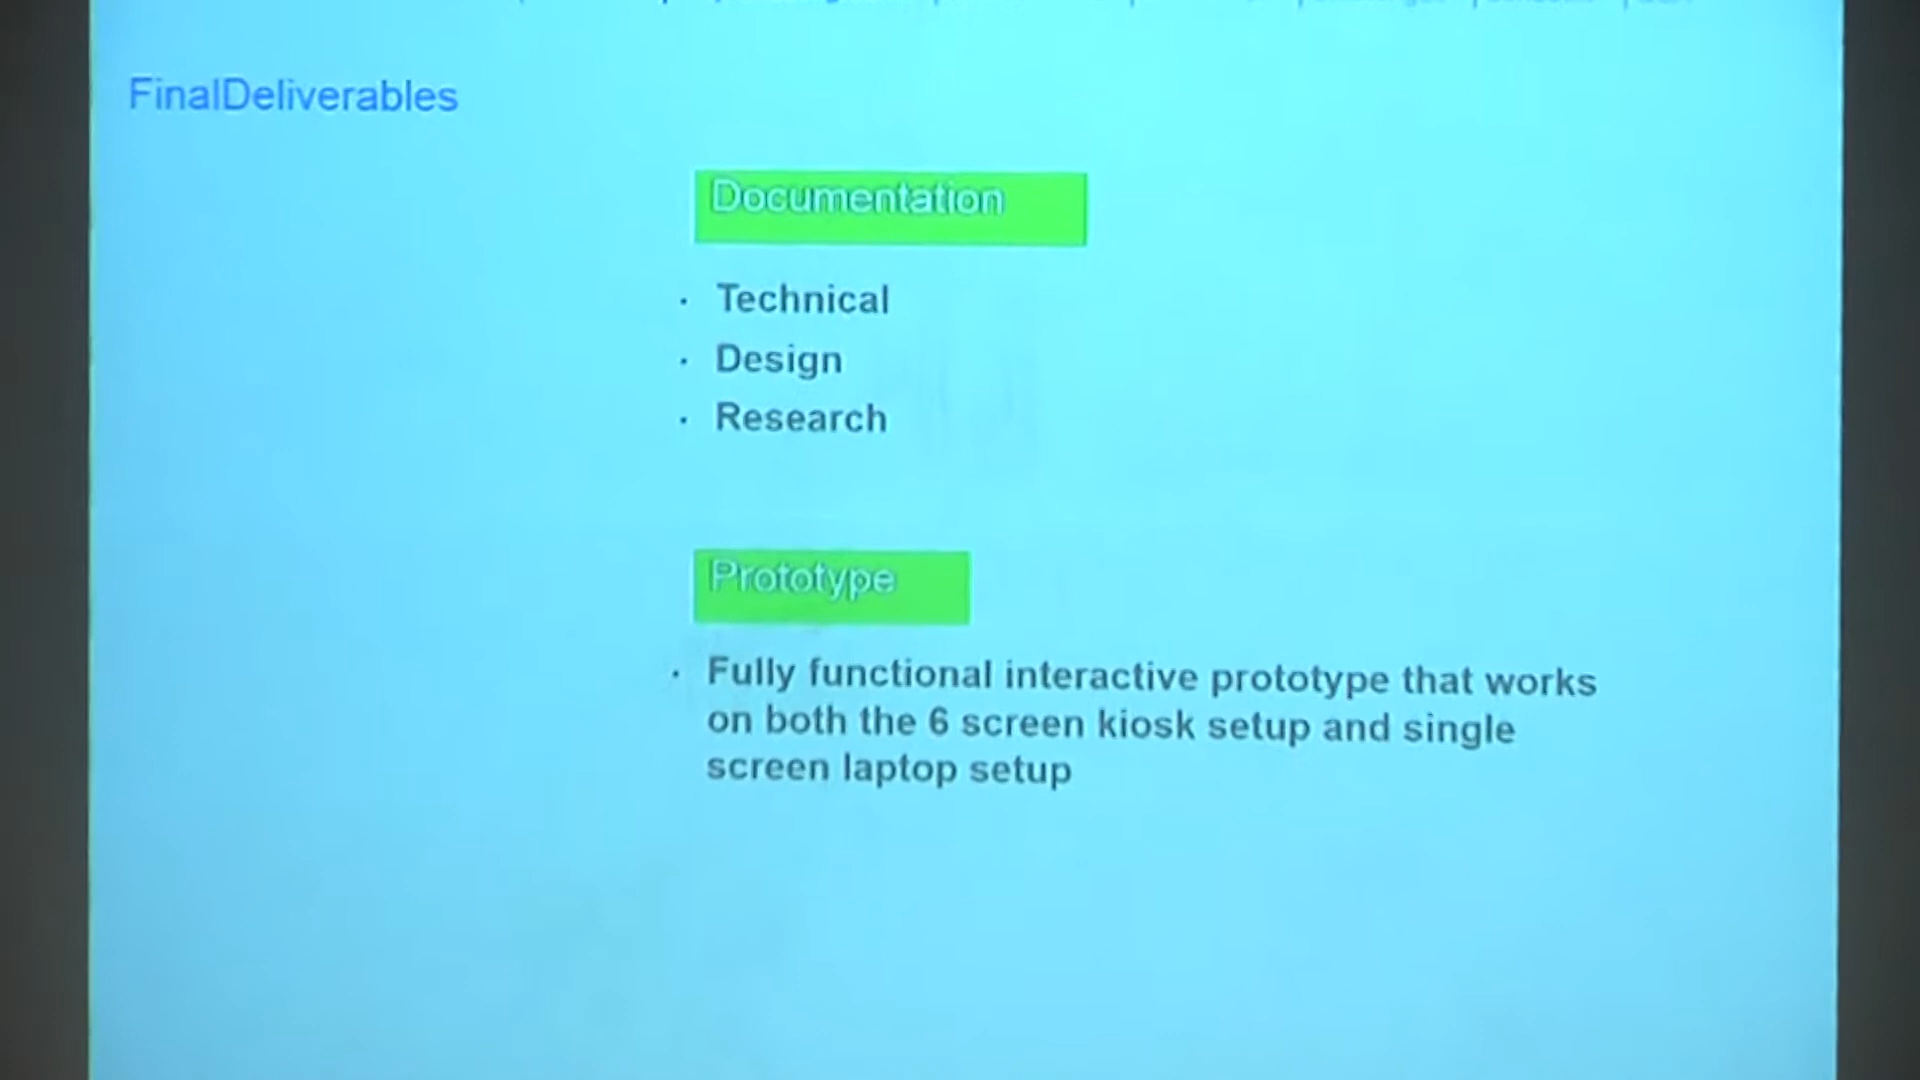 FinalDeliverables
Documentation
· Technical
· Design
· Research
Prototype
· Fully functional interactive prototype that works
on both the 6 screen kiosk setup and single
screen laptop setup